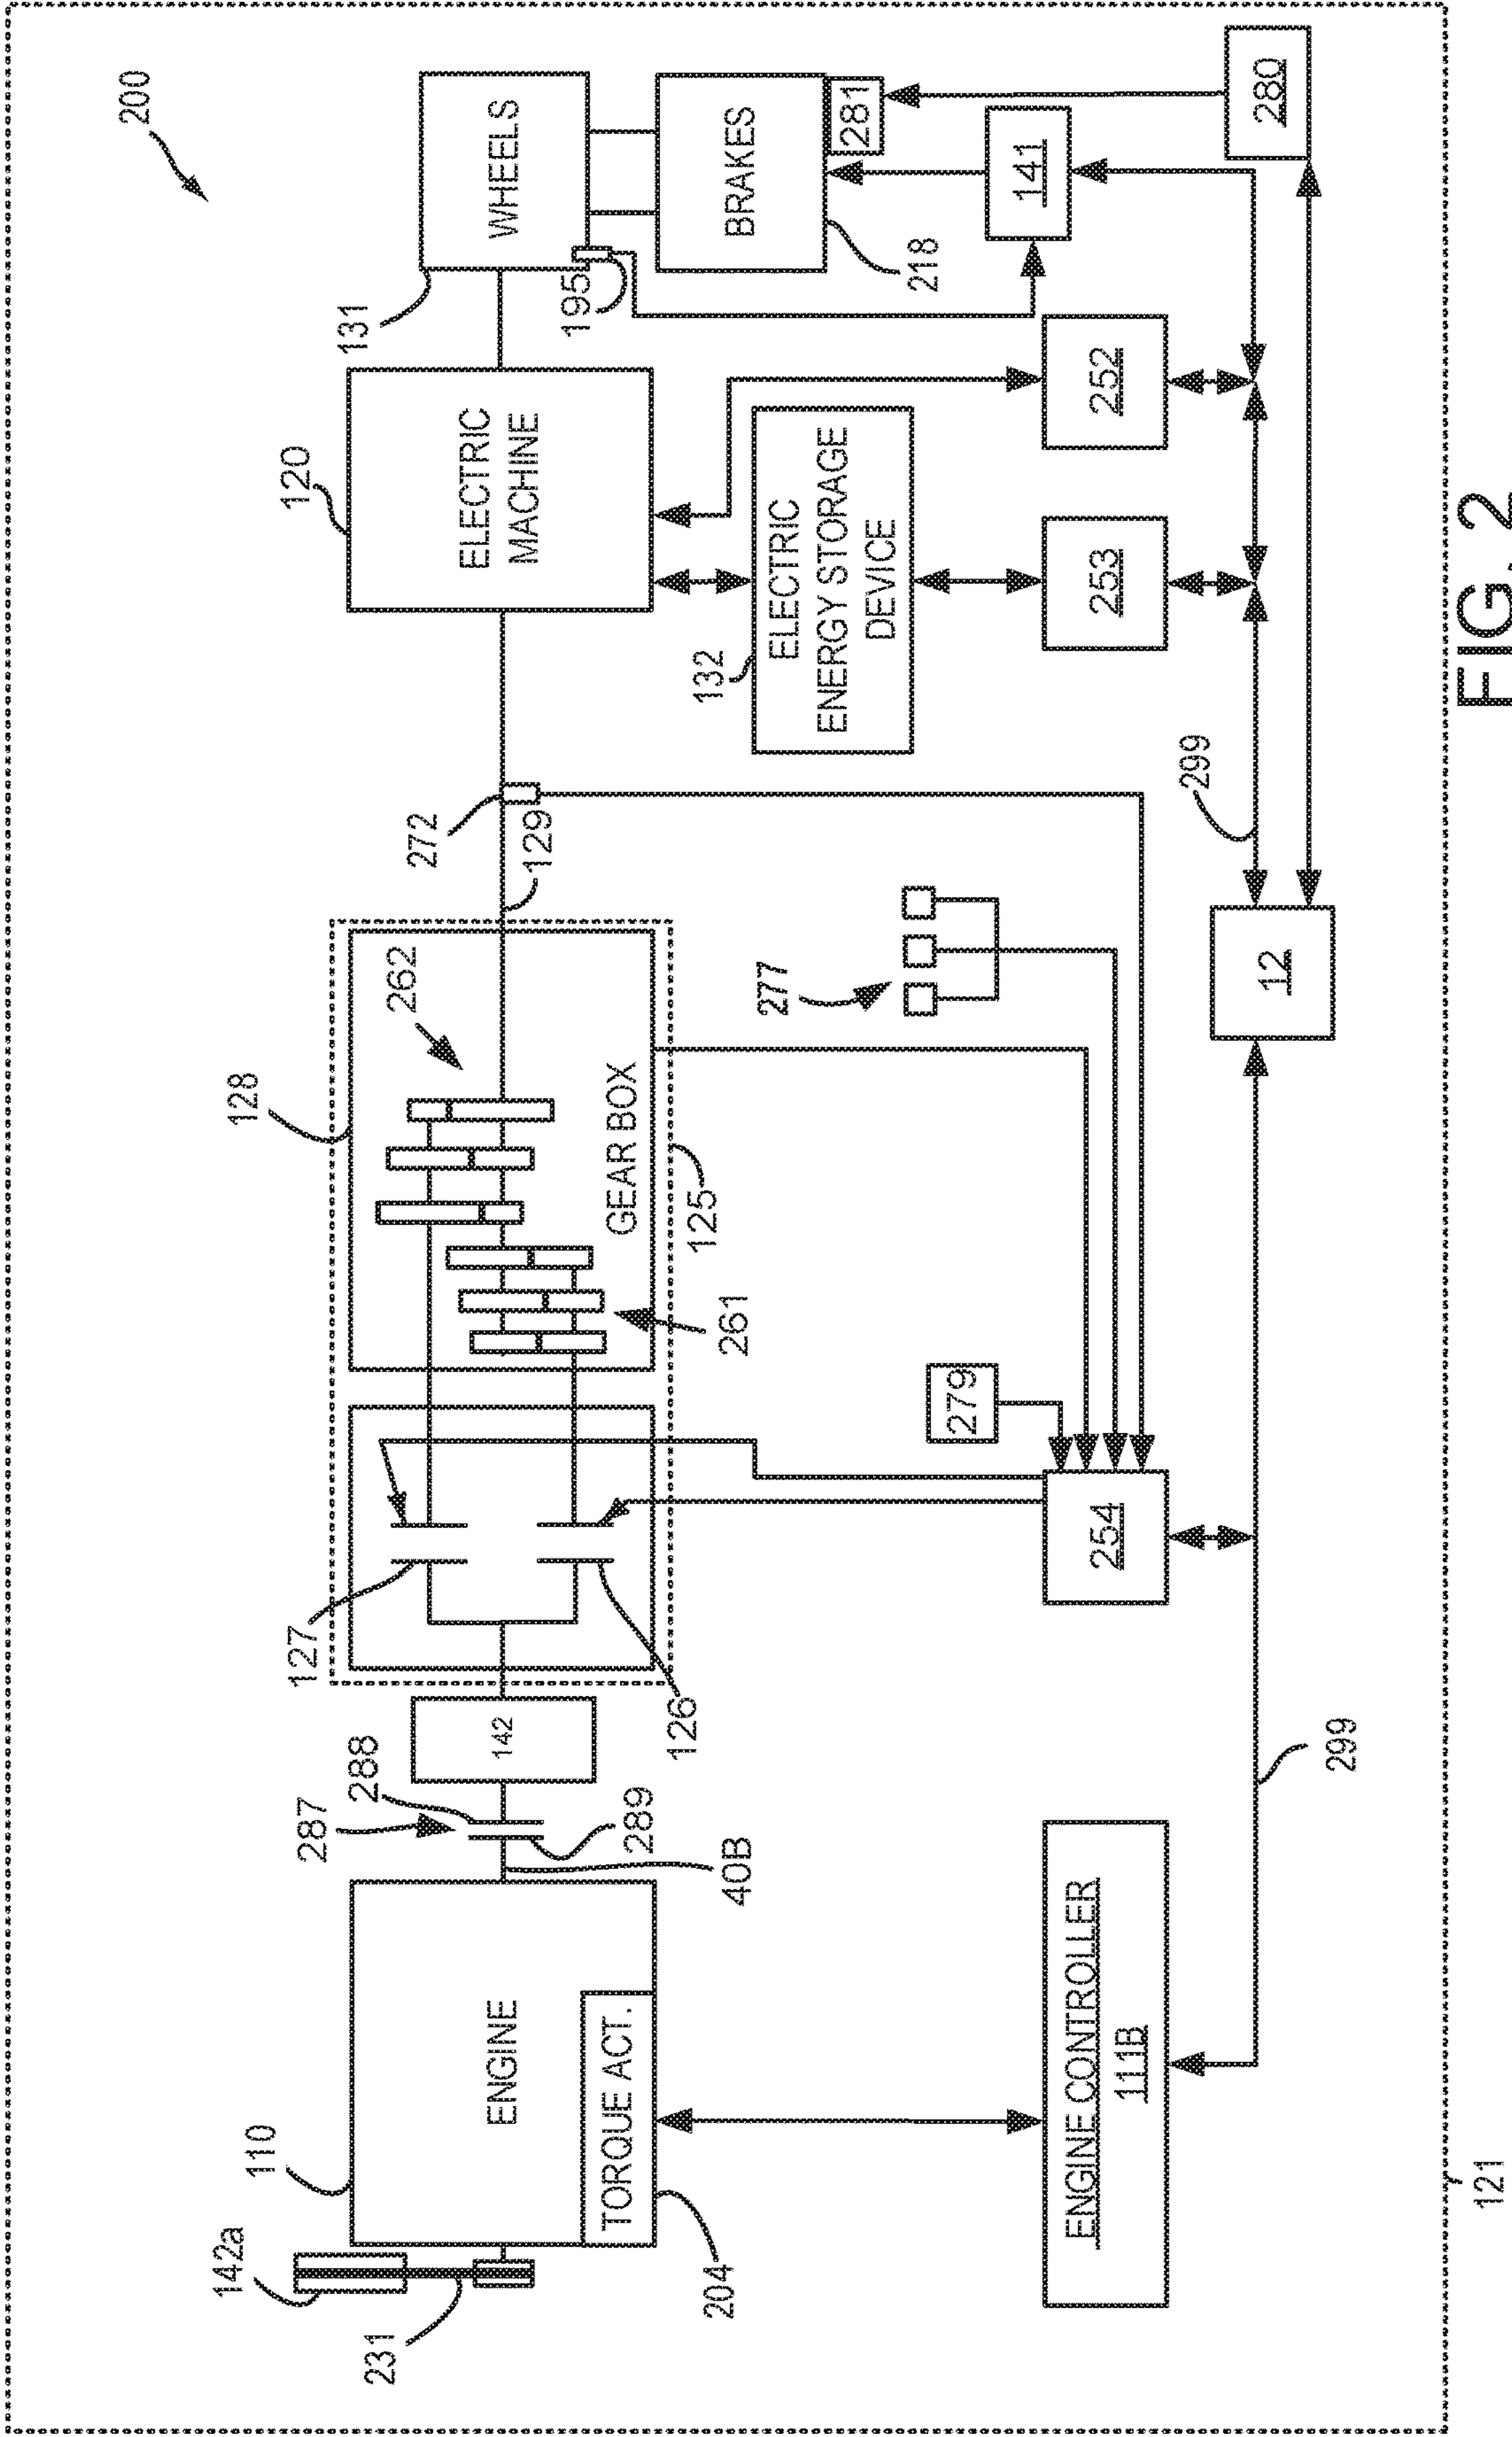 200
110
ENGINE
TORQUE ACT.
204
142a
231
40B
287
288
289
142
127
126
128
262
261
GEAR BOX
125
129
272
120
ELECTRIC
MACHINE
131
WHEELS
195
BRAKES
218
281
141
280
132
ELECTRIC
ENERGY STORAGE
DEVICE
252
253
277
279
254
12
299
299
ENGINE CONTROLLER
111B
121
FIG. 2